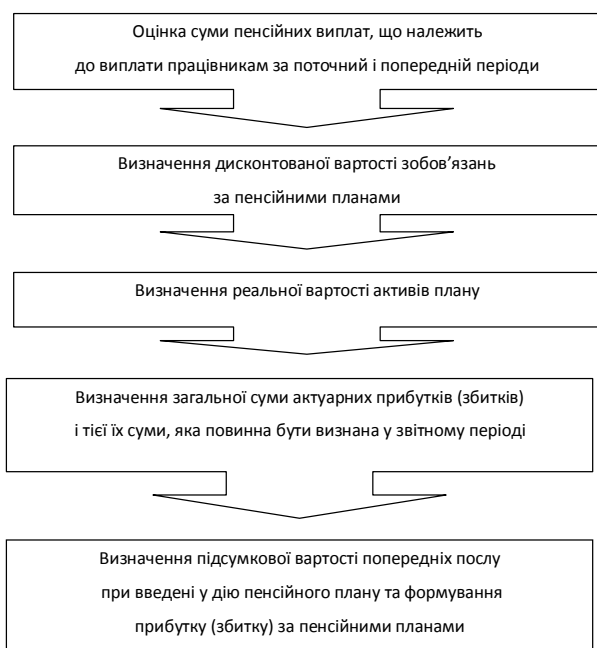 Оцінка суми пенсійних виплат, що належить
до виплати працівникам за поточний і попередній періоди
Визначення дисконтованої вартості зобов’язань
за пенсійними планами
Визначення реальної вартості активів плану
Визначення загальної суми актуарних прибутків (збитків)
і тієї їх суми, яка повинна бути визнана у звітному періоді
Визначення підсумкової вартості попередніх послу
при введені у дію пенсійного плану та формування
прибутку (збитку) за пенсійними планами